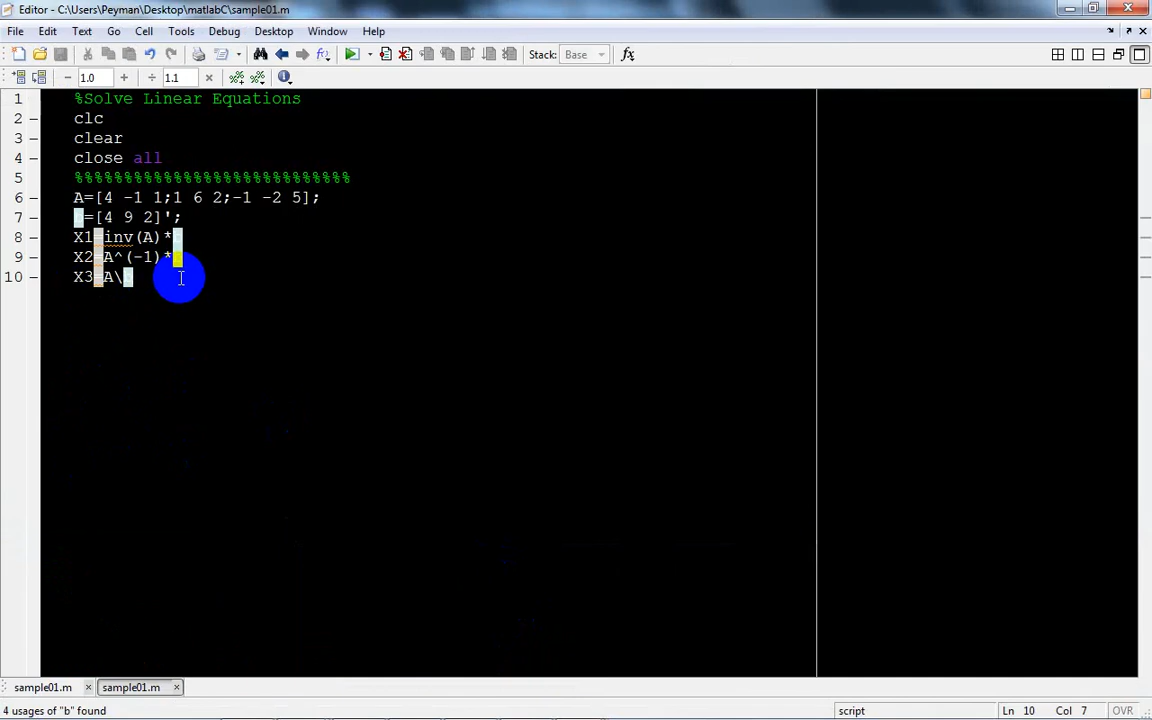 Editor - C:\Users\Peyman\Desktop\matlabC\sample01.m
File Edit Text Go Cell Tools Debug Desktop Window Help
Stack: Base fx
− 1.0 + ÷ 1.1 ×
1 %Solve Linear Equations
2 – clc
3 – clear
4 – close all
5 %%%%%%%%%%%%%%%%%%%%%%%%%%%%
6 – A=[4 -1 1;1 6 2;-1 -2 5];
7 – b=[4 9 2]';
8 – X1=inv(A)*b
9 – X2=A^(-1)*b
10 – X3=A\b
sample01.m × sample01.m ×
4 usages of "b" found script Ln 10 Col 7 OVR